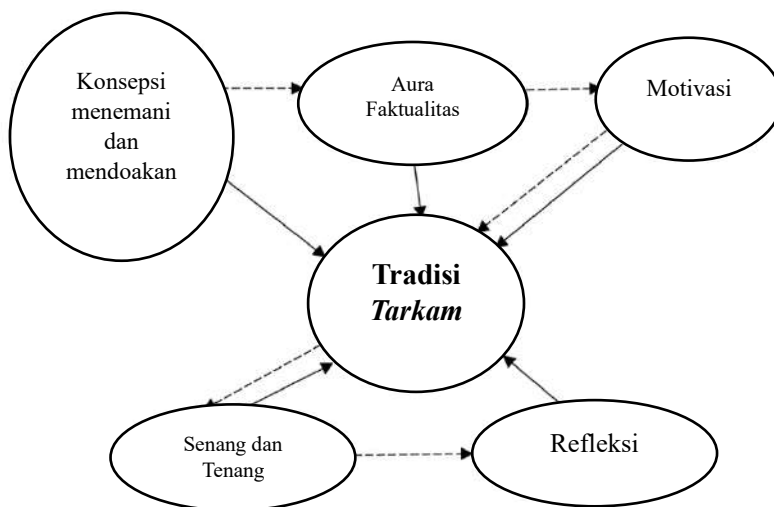 Konsepsi
menemani
dan
mendoakan
Aura
Faktualitas
Motivasi
Tradisi
Tarkam
Senang dan
Tenang
Refleksi